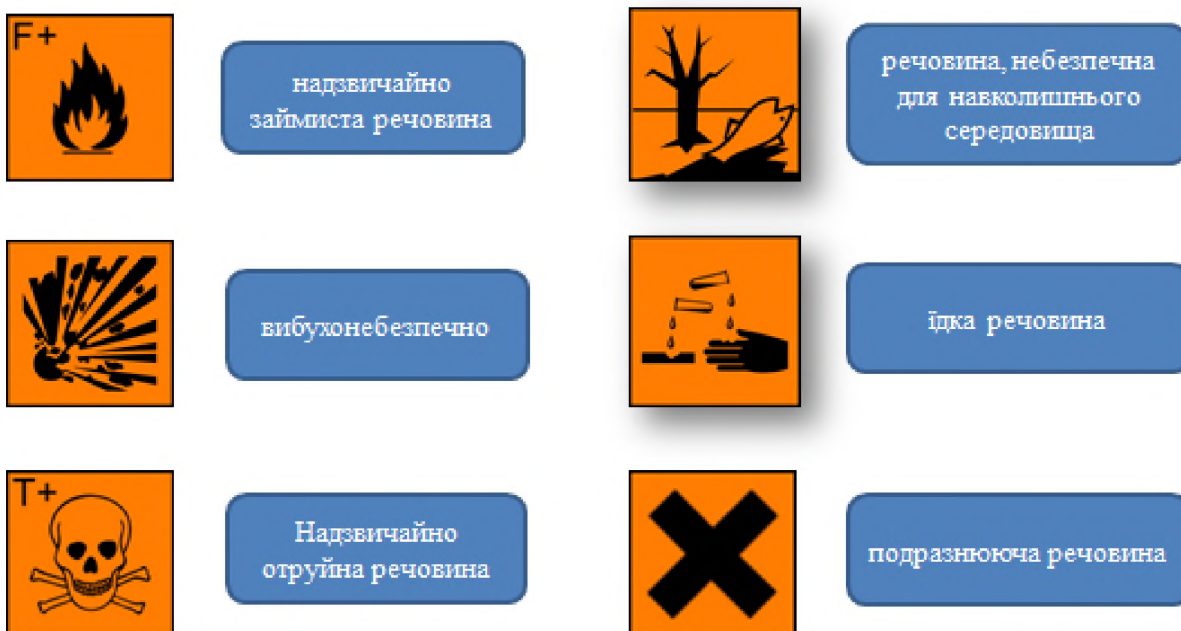 F+
надзвичайно
займиста речовина
речовина, небезпечна
для навколишнього
середовища
вибухонебезпечно
їдка речовина
T+
Надзвичайно
отруйна речовина
подразнююча речовина